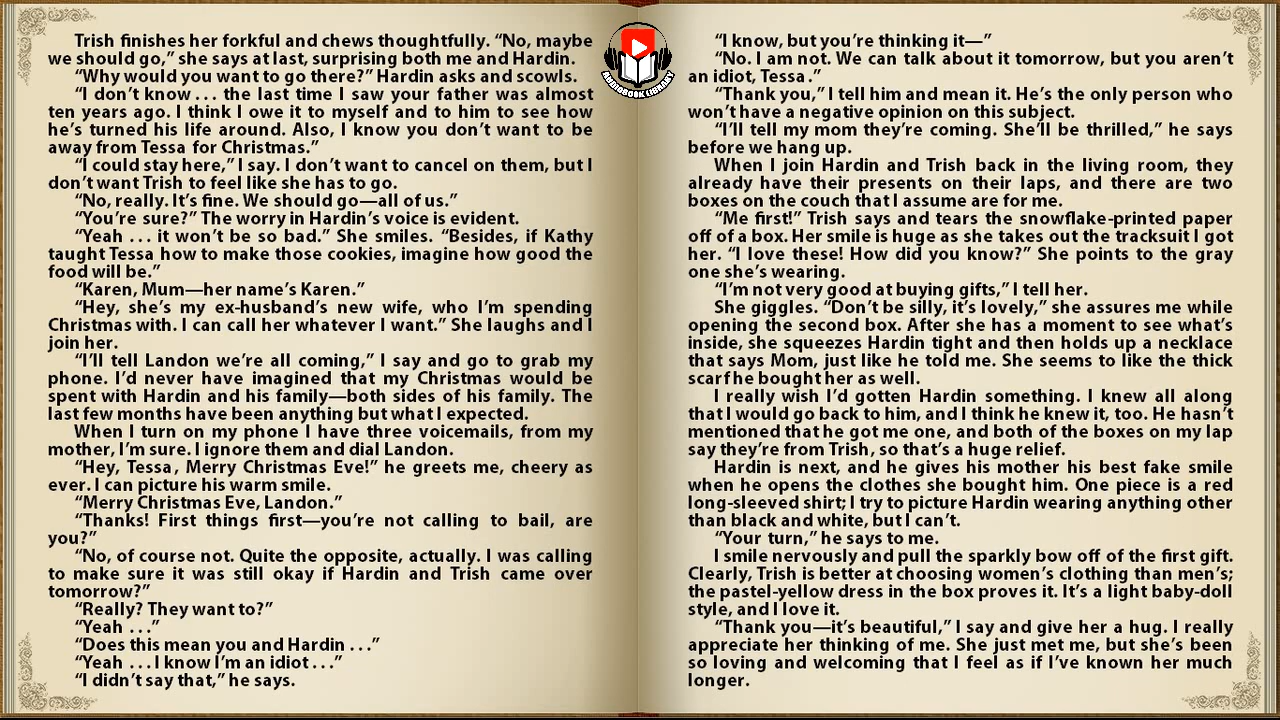 Trish finishes her forkful and chews thoughtfully. “No, maybe
we should go,” she says at last, surprising both me and Hardin.
“Why would you want to go there?” Hardin asks and scowls.
“I don’t know . . . the last time I saw your father was almost
ten years ago. I think I owe it to myself and to him to see how
he’s turned his life around. Also, I know you don’t want to be
away from Tessa for Christmas.”
“I could stay here,” I say. I don’t want to cancel on them, but I
don’t want Trish to feel like she has to go.
“No, really. It’s fine. We should go—all of us.”
“You’re sure?” The worry in Hardin’s voice is evident.
“Yeah . . . it won’t be so bad.” She smiles. “Besides, if Kathy
taught Tessa how to make those cookies, imagine how good the
food will be.”
“Karen, Mum—her name’s Karen.”
“Hey, she’s my ex-husband’s new wife, who I’m spending
Christmas with. I can call her whatever I want.” She laughs and I
join her.
“I’ll tell Landon we’re all coming,” I say and go to grab my
phone. I’d never have imagined that my Christmas would be
spent with Hardin and his family—both sides of his family. The
last few months have been anything but what I expected.
When I turn on my phone I have three voicemails, from my
mother, I’m sure. I ignore them and dial Landon.
“Hey, Tessa, Merry Christmas Eve!” he greets me, cheery as
ever. I can picture his warm smile.
“Merry Christmas Eve, Landon.”
“Thanks! First things first—you’re not calling to bail, are
you?”
“No, of course not. Quite the opposite, actually. I was calling
to make sure it was still okay if Hardin and Trish came over
tomorrow?”
“Really? They want to?”
“Yeah . . .”
“Does this mean you and Hardin . . .”
“Yeah . . . I know I’m an idiot . . .”
“I didn’t say that,” he says.
AUDIOBOOK LIBRARY
“I know, but you’re thinking it—”
“No. I am not. We can talk about it tomorrow, but you aren’t
an idiot, Tessa .”
“Thank you,” I tell him and mean it. He’s the only person who
won’t have a negative opinion on this subject.
“I’ll tell my mom they’re coming. She’ll be thrilled,” he says
before we hang up.
When I join Hardin and Trish back in the living room, they
already have their presents on their laps, and there are two
boxes on the couch that I assume are for me.
“Me first!” Trish says and tears the snowflake-printed paper
off of a box. Her smile is huge as she takes out the tracksuit I got
her. “I love these! How did you know?” She points to the gray
one she’s wearing.
“I’m not very good at buying gifts,” I tell her.
She giggles. “Don’t be silly, it’s lovely,” she assures me while
opening the second box. After she has a moment to see what’s
inside, she squeezes Hardin tight and then holds up a necklace
that says Mom, just like he told me. She seems to like the thick
scarf he bought her as well.
I really wish I’d gotten Hardin something. I knew all along
that I would go back to him, and I think he knew it, too. He hasn’t
mentioned that he got me one, and both of the boxes on my lap
say they’re from Trish, so that’s a huge relief.
Hardin is next, and he gives his mother his best fake smile
when he opens the clothes she bought him. One piece is a red
long-sleeved shirt; I try to picture Hardin wearing anything other
than black and white, but I can’t.
“Your turn,” he says to me.
I smile nervously and pull the sparkly bow off of the first gift.
Clearly, Trish is better at choosing women’s clothing than men’s;
the pastel-yellow dress in the box proves it. It’s a light baby-doll
style, and I love it.
“Thank you—it’s beautiful,” I say and give her a hug. I really
appreciate her thinking of me. She just met me, but she’s been
so loving and welcoming that I feel as if I’ve known her much
longer.